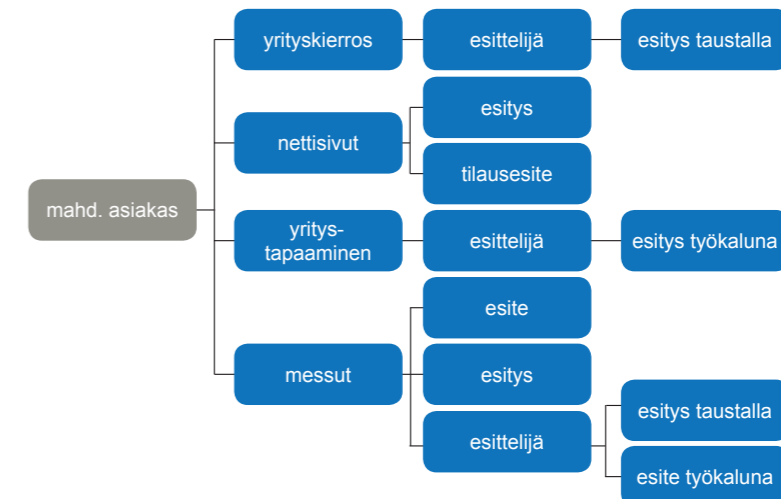 yrityskierros
esittelijä
esitys taustalla
nettisivut
esitys
tilausesite
mahd. asiakas
yritys-
tapaaminen
esittelijä
esitys työkaluna
messut
esite
esitys
esittelijä
esitys taustalla
esite työkaluna